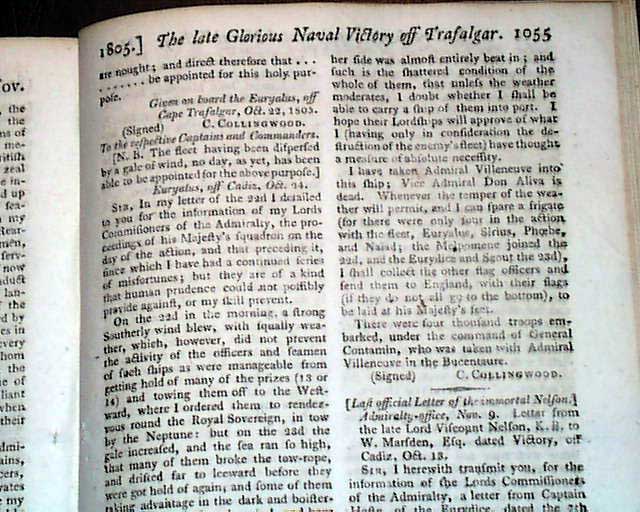 1805.] The late Glorious Naval Victory off Trafalgar. 1055
are nought; and direct therefore that . . .
. . . . . . . be appointed for this holy pur-
pose.
Given on board the Euryalus, off
Cape Trafalgar, Oct. 22, 1805.
(Signed) C. COLLINGWOOD.
To the respective Captains and Commanders.
[N. B. The fleet having been dispersed
by a gale of wind, no day, as yet, has been
able to be appointed for the above purpose.]
Euryalus, off Cadiz, Oct. 24.
SIR, In my letter of the 22d I detailed
to you for the information of my Lords
Commissioners of the Admiralty, the pro-
ceedings of his Majesty's squadron on the
day of the action, and that preceding it,
since which I have had a continued series
of misfortunes; but they are of a kind
that human prudence could not possibly
provide against, or my skill prevent.
On the 22d in the morning, a strong
Southerly wind blew, with squally wea-
ther, which, however, did not prevent
the activity of the officers and seamen
of such ships as were manageable from
getting hold of many of the prizes (13 or
14) and towing them off to the West-
ward, where I ordered them to rendez-
vous round the Royal Sovereign, in tow
by the Neptune: but on the 23d the
gale increased, and the sea ran so high,
that many of them broke the tow-rope,
and drifted far to leeward before they
were got hold of again; and some of them
taking advantage in the dark and boister-
her side was almost entirely beat in; and
such is the shattered condition of the
whole of them, that unless the weather
moderates, I doubt whether I shall be
able to carry a ship of them into port. I
hope their Lordships will approve of what
I (having only in consideration the de-
struction of the enemy's fleet) have thought
a measure of absolute necessity.
I have taken Admiral Villeneuve into
this ship; Vice Admiral Don Aliva is
dead. Whenever the temper of the wea-
ther will permit, and I can spare a frigate
(for there were only four in the action
with the fleet, Euryalus, Sirius, Phœbe,
and Naiad; the Melpomene joined the
22d, and the Eurydice and Scout the 23d),
I shall collect the other flag officers and
send them to England, with their flags
(if they do not all go to the bottom), to
be laid at his Majesty's feet.
There were four thousand troops em-
barked, under the command of General
Contamin, who was taken with Admiral
Villeneuve in the Bucentaure.
(Signed) C. COLLINGWOOD.
[Last official Letter of the immortal Nelson.]
Admiralty-office, Nov. 9. Letter from
the late Lord Viscount Nelson, K. B, to
W. Marsden, Esq. dated Victory, off
Cadiz, Oct. 13.
SIR, I herewith transmit you, for the
information of the Lords Commissioners
of the Admiralty, a letter from Captain
of the Eurydice, dated the 7th